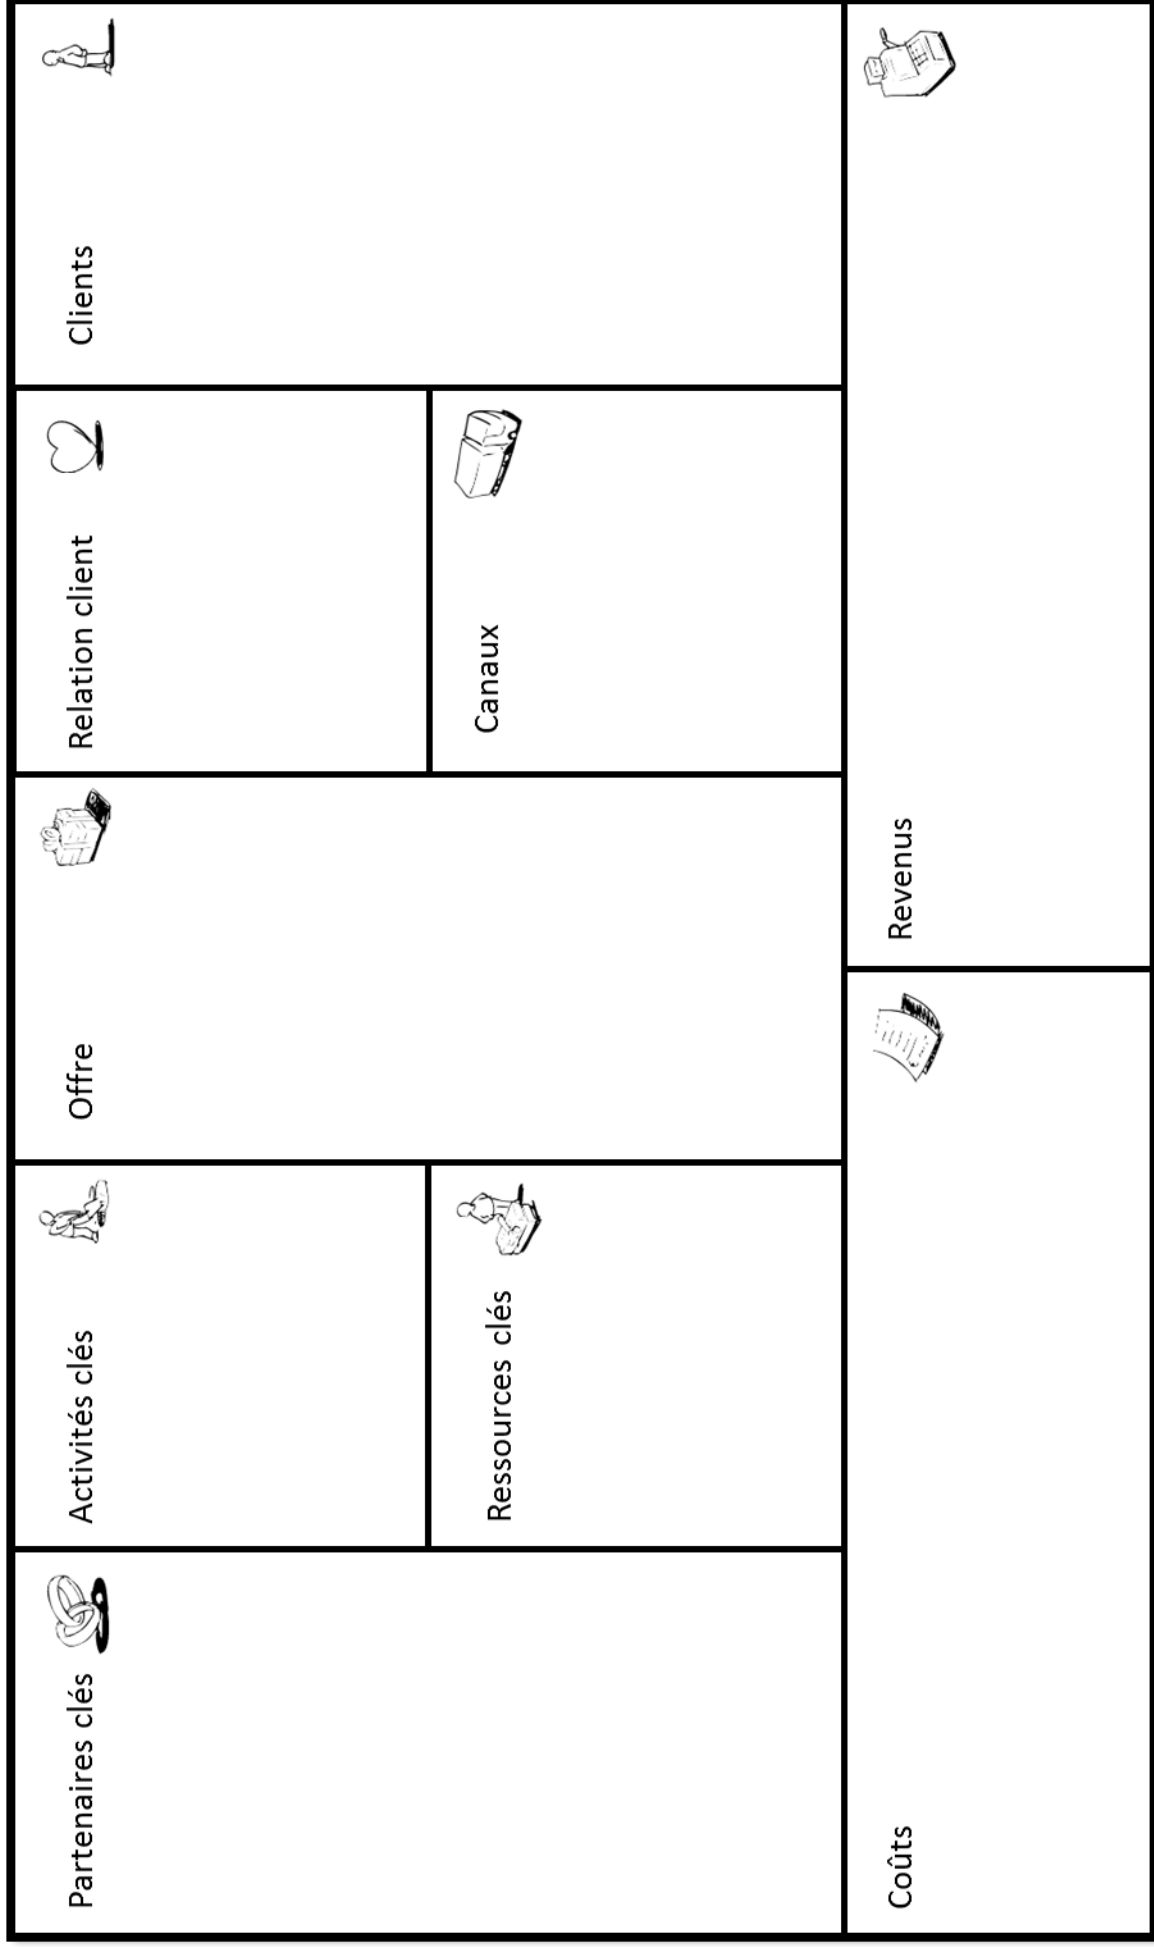 Partenaires clés
Activités clés
Ressources clés
Offre
Relation client
Canaux
Clients
Coûts
Revenus